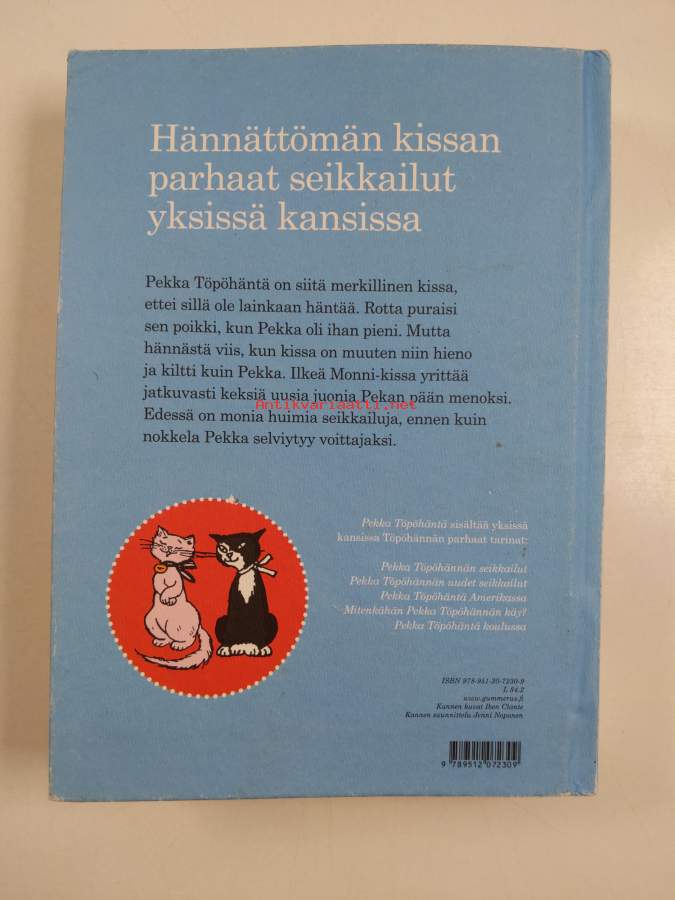 Hännättömän kissan
parhaat seikkailut
yksissä kansissa
Pekka Töpöhäntä on siitä merkillinen kissa,
ettei sillä ole lainkaan häntää. Rotta puraisi
sen poikki, kun Pekka oli ihan pieni. Mutta
hännästä viis, kun kissa on muuten niin hieno
ja kiltti kuin Pekka. Ilkeä Monni-kissa yrittää
jatkuvasti keksiä uusia juonia Pekan pään menoksi.
Antikvariaatti.net
Edessä on monia huimia seikkailuja, ennen kuin
nokkela Pekka selviytyy voittajaksi.
Pekka Töpöhäntä sisältää yksissä
kansissa Töpöhännän parhaat tarinat:
Pekka Töpöhännän seikkailut
Pekka Töpöhännän uudet seikkailut
Pekka Töpöhäntä Amerikassa
Mitenkähän Pekka Töpöhännän käy?
Pekka Töpöhäntä koulussa
ISBN 978-951-20-7230-9
L 84.2
www.gummerus.fi
Kannen kuvat Iben Clante
Kannen suunnittelu Jenni Noponen
9 789512 072309